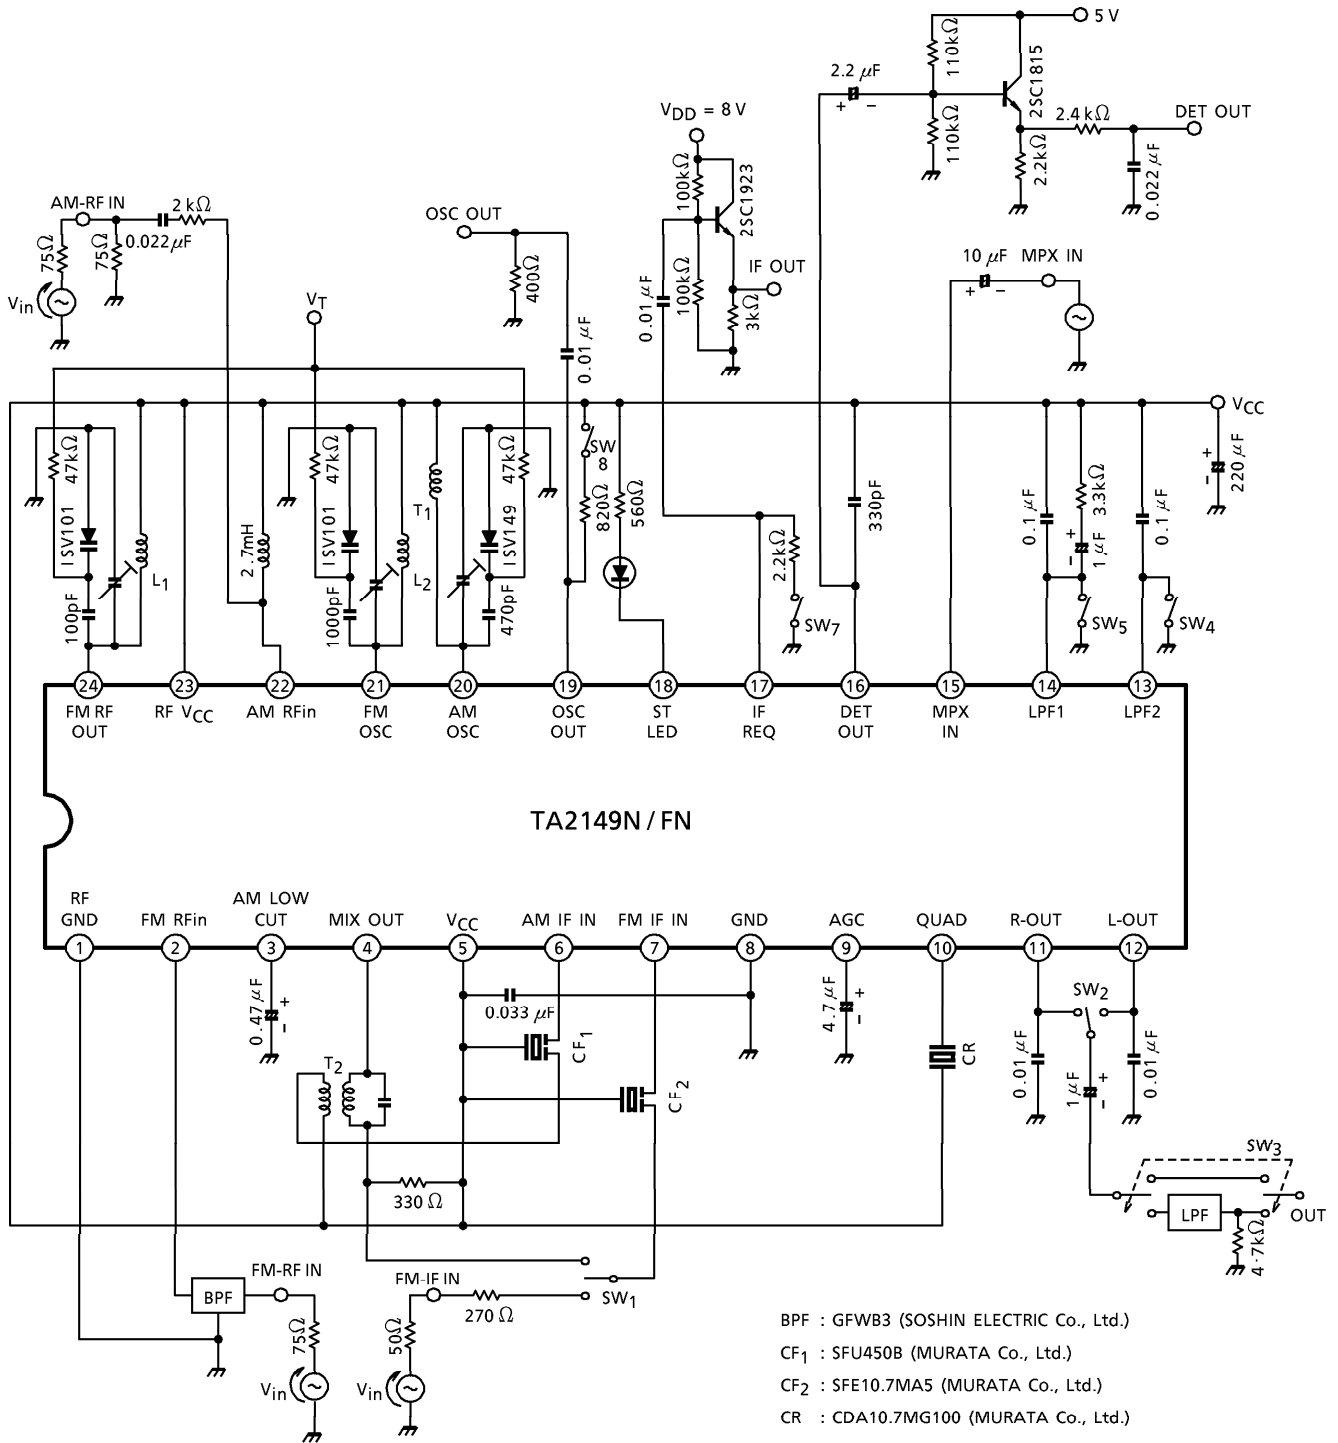 5 V
110kΩ
2.2 μF
+ −
2SC1815
110kΩ
2.4 kΩ
DET OUT
2.2kΩ
0.022 μF
VDD = 8 V
100kΩ
2SC1923
100kΩ
0.01 μF
IF OUT
3kΩ
AM-RF IN
2 kΩ
75Ω
75Ω
0.022 μF
Vin
OSC OUT
400Ω
0.01 μF
VT
10 μF
MPX IN
+ −
VCC
+
−
220 μF
47kΩ
1SV101
100pF
L1
2.7mH
47kΩ
1SV101
1000pF
L2
T1
47kΩ
1SV149
470pF
SW8
820Ω
560Ω
2.2kΩ
SW7
330pF
0.1 μF
3.3kΩ
+
−
1 μF
SW5
0.1 μF
SW4
24 23 22 21 20 19 18 17 16 15 14 13
FM RF OUT
RF VCC
AM RFin
FM OSC
AM OSC
OSC OUT
ST LED
IF REQ
DET OUT
MPX IN
LPF1
LPF2
TA2149N / FN
RF GND
FM RFin
AM LOW CUT
MIX OUT
VCC
AM IF IN
FM IF IN
GND
AGC
QUAD
R-OUT
L-OUT
1 2 3 4 5 6 7 8 9 10 11 12
0.47 μF
+
−
0.033 μF
CF1
CF2
4.7 μF
+
−
CR
SW2
0.01 μF
1 μF
+
−
0.01 μF
T2
330 Ω
SW3
LPF
OUT
4.7kΩ
BPF
FM-RF IN
75Ω
Vin
FM-IF IN
270 Ω
50Ω
Vin
SW1
BPF : GFWB3 (SOSHIN ELECTRIC Co., Ltd.)
CF1 : SFU450B (MURATA Co., Ltd.)
CF2 : SFE10.7MA5 (MURATA Co., Ltd.)
CR : CDA10.7MG100 (MURATA Co., Ltd.)